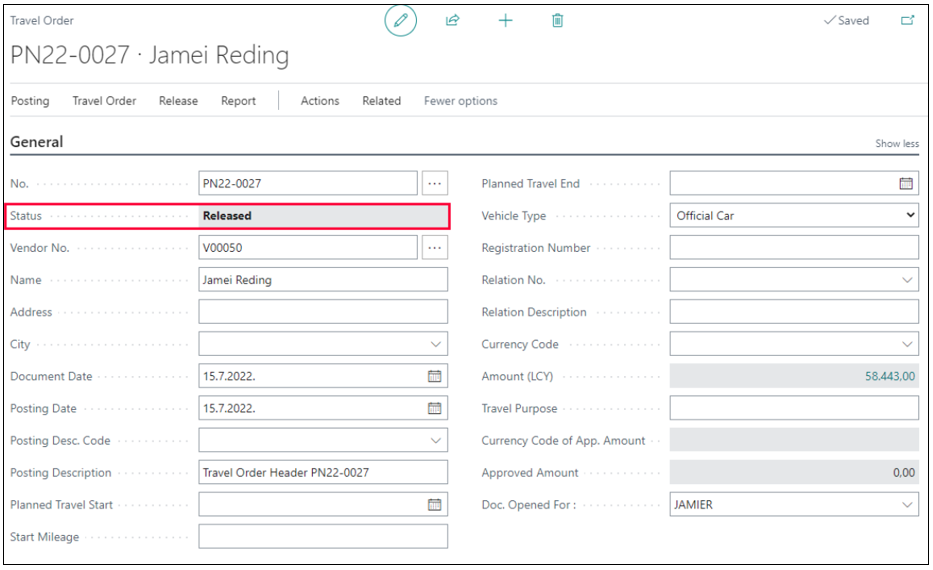 Travel Order
Saved
PN22-0027 · Jamei Reding
Posting Travel Order Release Report Actions Related Fewer options
General Show less
No. PN22-0027 ...
Status Released
Vendor No. V00050 ...
Name Jamei Reding
Address
City
Document Date 15.7.2022.
Posting Date 15.7.2022.
Posting Desc. Code
Posting Description Travel Order Header PN22-0027
Planned Travel Start
Start Mileage
Planned Travel End
Vehicle Type Official Car
Registration Number
Relation No.
Relation Description
Currency Code
Amount (LCY) 58.443,00
Travel Purpose
Currency Code of App. Amount
Approved Amount 0,00
Doc. Opened For : JAMIER